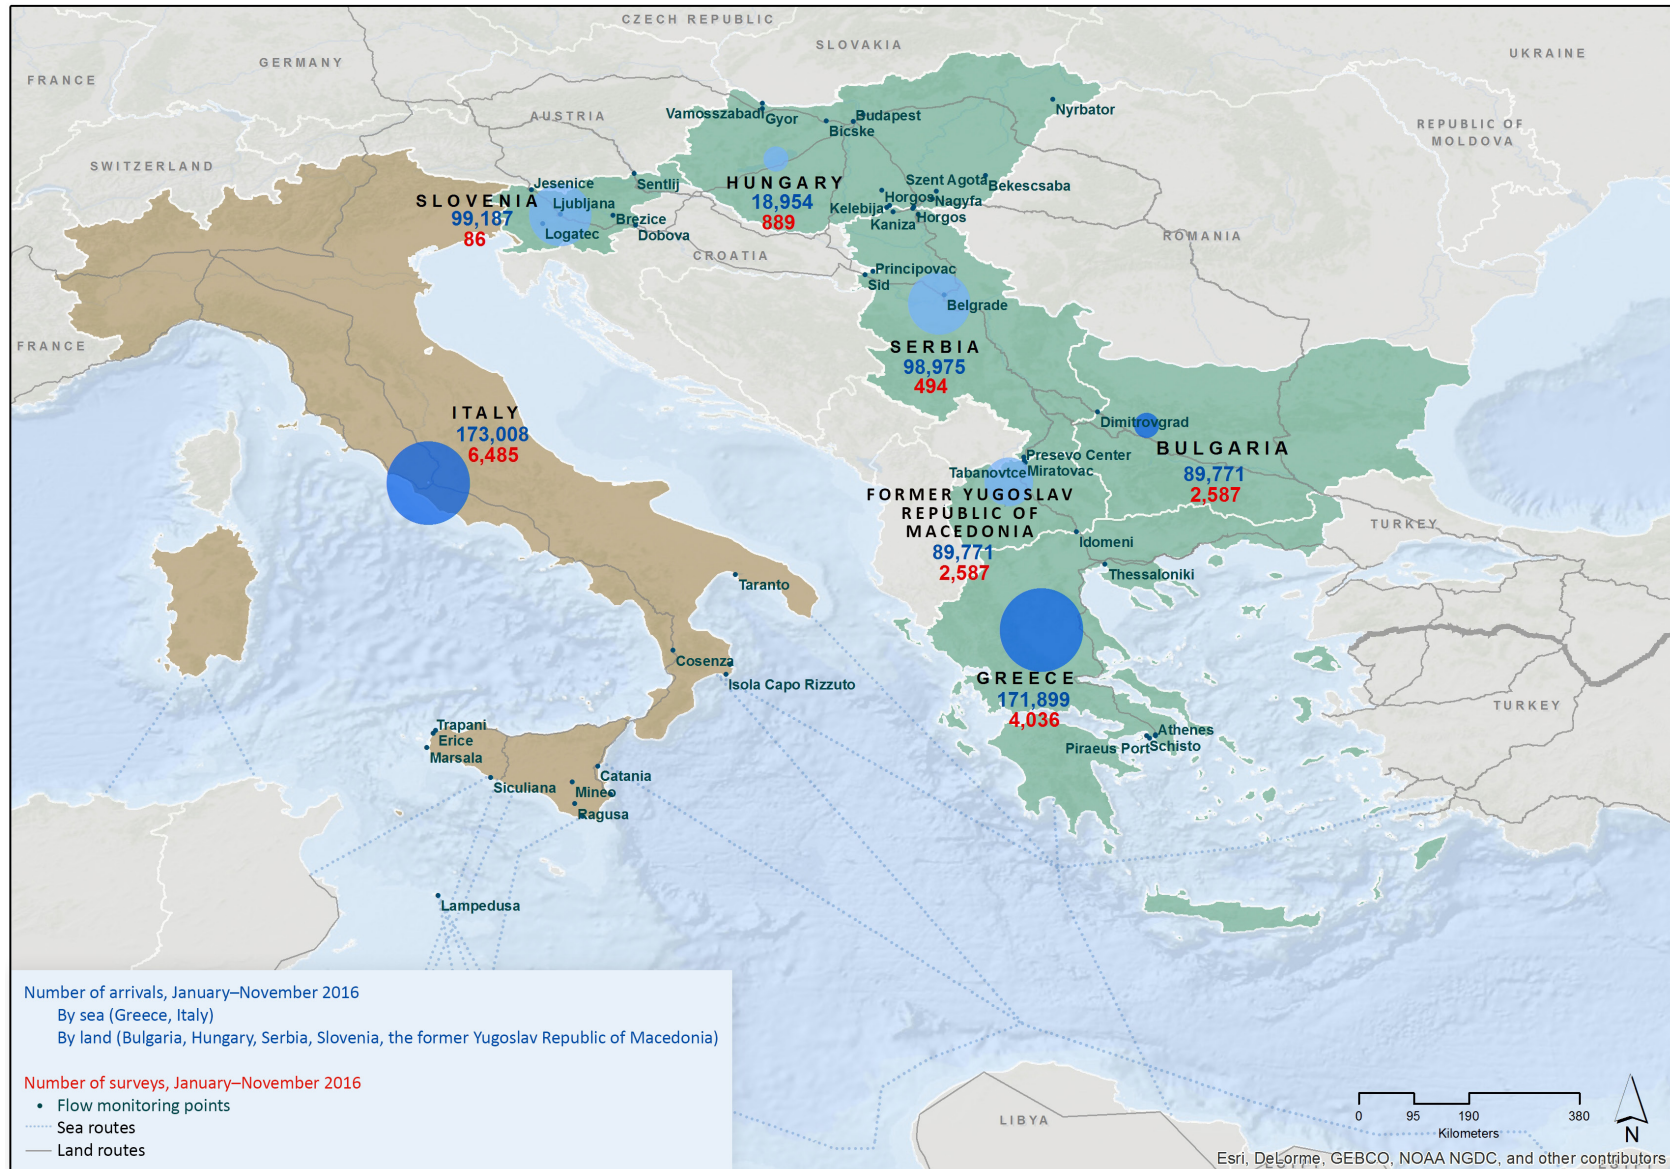 CZECH REPUBLIC
SLOVAKIA
UKRAINE
GERMANY
FRANCE
AUSTRIA
SWITZERLAND
REPUBLIC OF
MOLDOVA
Vamosszabadi
Gyor
Bicske
Budapest
Nyrbator
Jesenice
Sentlij
SLOVENIA
99,187
86
Ljubljana
Logatec
Brezice
Dobova
HUNGARY
18,954
889
Szent Agota
Bekescsaba
Horgos
Nagyfa
Kelebija
Horgos
Kaniza
CROATIA
ROMANIA
Principovac
Sid
Belgrade
FRANCE
SERBIA
98,975
494
ITALY
173,008
6,485
Dimitrovgrad
BULGARIA
89,771
2,587
Presevo Center
Tabanovtce
Miratovac
FORMER YUGOSLAV
REPUBLIC OF
MACEDONIA
89,771
2,587
Idomeni
Thessaloniki
TURKEY
Taranto
Cosenza
Isola Capo Rizzuto
GREECE
171,899
4,036
TURKEY
Athenes
Piraeus Port
Schisto
Trapani
Erice
Marsala
Siculiana
Catania
Mineo
Ragusa
Lampedusa
Number of arrivals, January–November 2016
By sea (Greece, Italy)
By land (Bulgaria, Hungary, Serbia, Slovenia, the former Yugoslav Republic of Macedonia)
Number of surveys, January–November 2016
Flow monitoring points
Sea routes
Land routes
LIBYA
0 95 190 380
Kilometers
N
Esri, DeLorme, GEBCO, NOAA NGDC, and other contributors